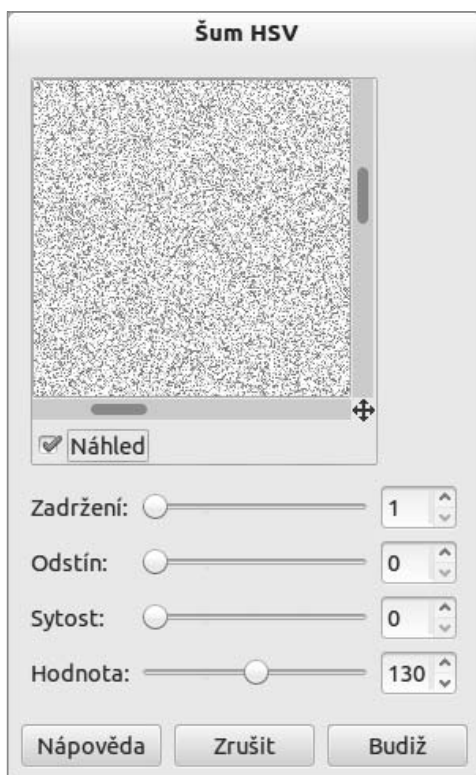 Šum HSV
Náhled
Zadržení: 1
Odstín: 0
Sytost: 0
Hodnota: 130
Nápověda Zrušit Budiž